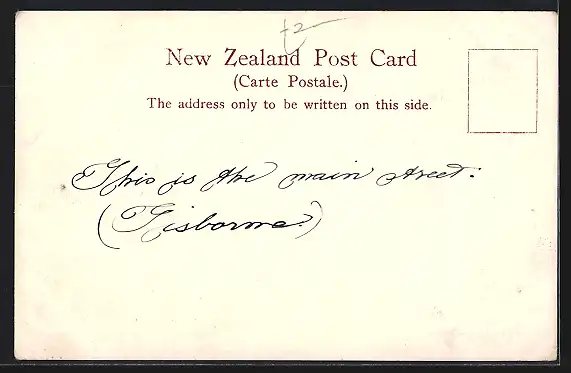 New Zealand Post Card
(Carte Postale.)
The address only to be written on this side.
This is the main street.
(Gisborne.)